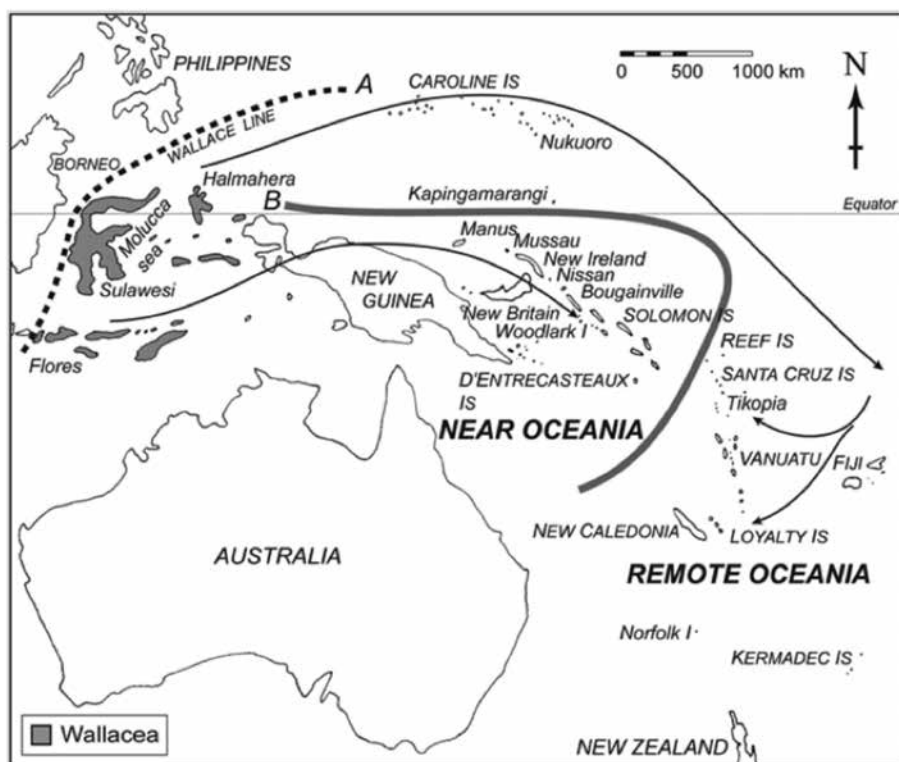 PHILIPPINES
A
WALLACE LINE
CAROLINE IS
0 500 1000 km
N
Nukuoro
BORNEO
Halmahera
B
Kapingamarangi
Equator
Molucca
sea
Manus
Mussau
New Ireland
Nissan
Bougainville
Sulawesi
NEW
GUINEA
New Britain
SOLOMON IS
Woodlark I
REEF IS
Flores
D'ENTRECASTEAUX
IS
SANTA CRUZ IS
Tikopia
NEAR OCEANIA
VANUATU
FIJI
NEW CALEDONIA
LOYALTY IS
AUSTRALIA
REMOTE OCEANIA
Norfolk I
KERMADEC IS
Wallacea
NEW ZEALAND